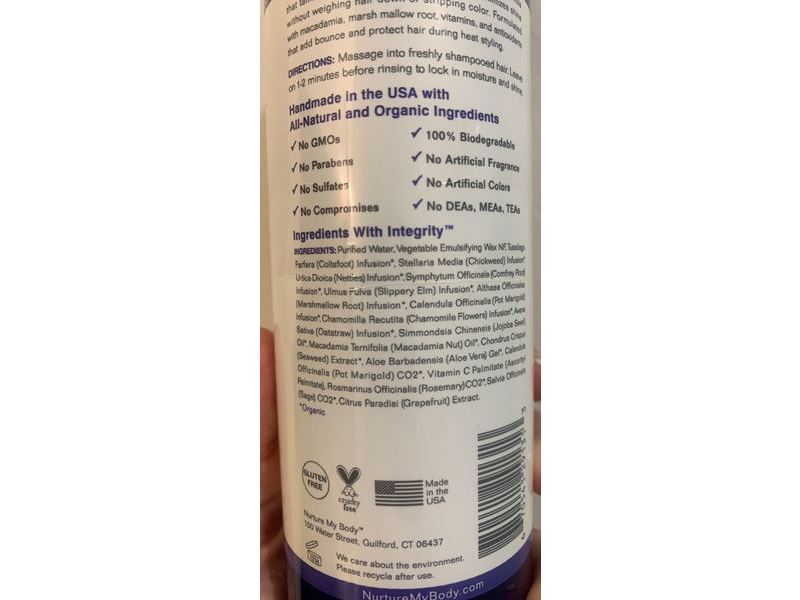 without weighing hair down or stripping color. Formulated
with macadamia, marsh mallow root, vitamins, and antioxidants
that add bounce and protect hair during heat styling.
DIRECTIONS: Massage into freshly shampooed hair. Leave
on 1-2 minutes before rinsing to lock in moisture and shine.
Handmade in the USA with
All-Natural and Organic Ingredients
✓ No GMOs
✓ 100% Biodegradable
✓ No Parabens
✓ No Artificial Fragrance
✓ No Sulfates
✓ No Artificial Colors
✓ No Compromises
✓ No DEAs, MEAs, TEAs
Ingredients With Integrity™
INGREDIENTS: Purified Water, Vegetable Emulsifying Wax NF, Tussilago
Farfara (Coltsfoot) Infusion*, Stellaria Media (Chickweed) Infusion*,
Urtica Dioica (Nettles) Infusion*, Symphytum Officinale (Comfrey Root)
Infusion*, Ulmus Fulva (Slippery Elm) Infusion*, Althaea Officinalis
(Marshmallow Root) Infusion*, Calendula Officinalis (Pot Marigold)
Infusion*, Chamomilla Recutita (Chamomile Flowers) Infusion*, Avena
Sativa (Oatstraw) Infusion*, Simmondsia Chinensis (Jojoba Seed)
Oil*, Macadamia Ternifolia (Macadamia Nut) Oil*, Chondrus Crispus
(Seaweed) Extract*, Aloe Barbadensis (Aloe Vera) Gel*, Calendula
Officinalis (Pot Marigold) CO2*, Vitamin C Palmitate (Ascorbyl
Palmitate), Rosmarinus Officinalis (Rosemary) CO2*, Salvia Officinalis
(Sage) CO2*, Citrus Paradisi (Grapefruit) Extract.
*Organic
GLUTEN
FREE
cruelty
free
Made
in the
USA
Nurture My Body™
100 Water Street, Guilford, CT 06437
12M
We care about the environment.
Please recycle after use.
NurtureMyBody.com